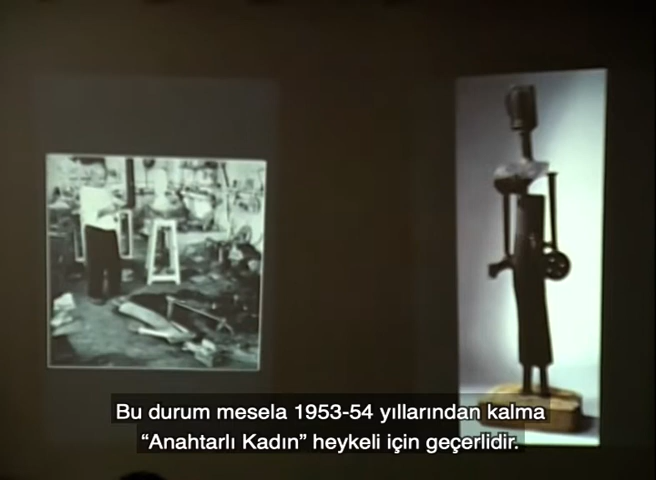 Bu durum mesela 1953-54 yıllarından kalma
“Anahtarlı Kadın” heykeli için geçerlidir.